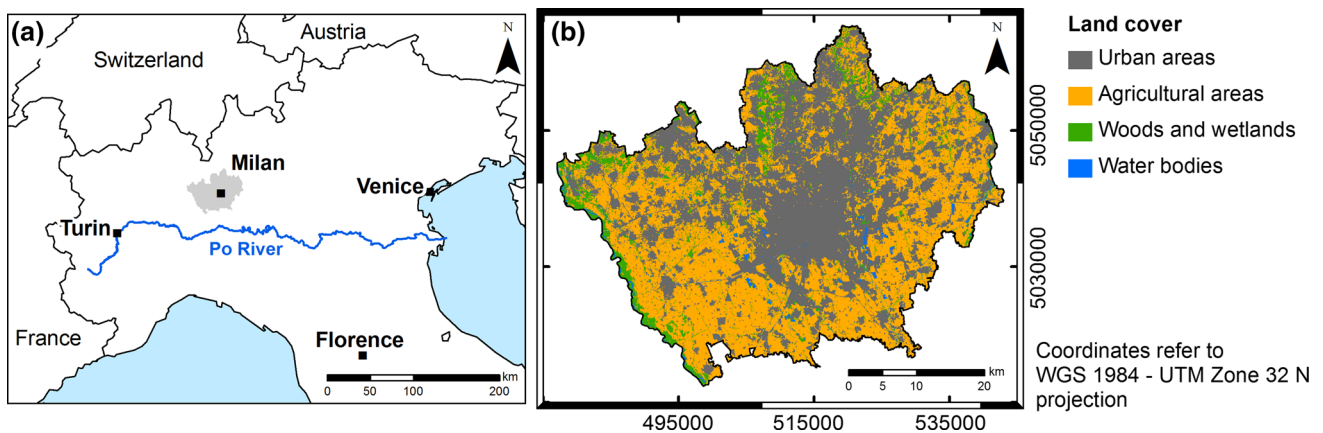 (a)
N
Austria
Switzerland
Milan
Venice
Turin
Po River
France
Florence
km
0 50 100 200
(b)
N
5050000
5030000
km
0 5 10 20
495000 515000 535000
Land cover
Urban areas
Agricultural areas
Woods and wetlands
Water bodies
Coordinates refer to
WGS 1984 - UTM Zone 32 N
projection